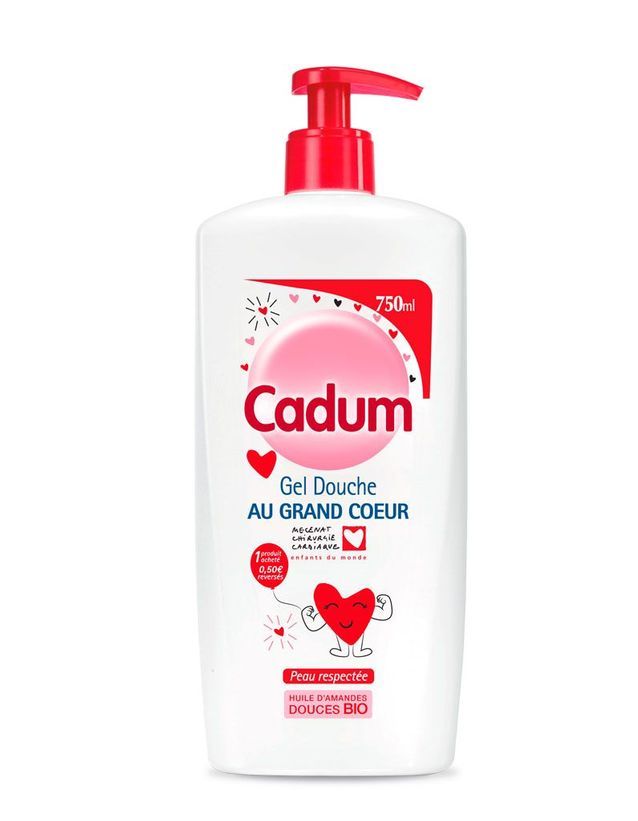 750ml
Cadum
Gel Douche
AU GRAND COEUR
MECENAT
CHIRURGIE
CARDIAQUE
enfants du monde
1 produit
acheté
0,50€
reversés
Peau respectée
HUILE D'AMANDES
DOUCES BIO